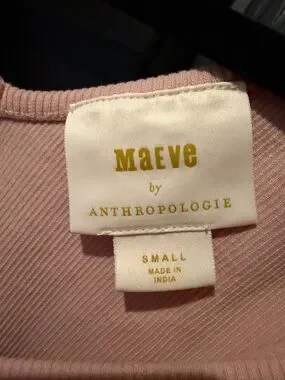 Maeve
by
ANTHROPOLOGIE
SMALL
MADE IN
INDIA